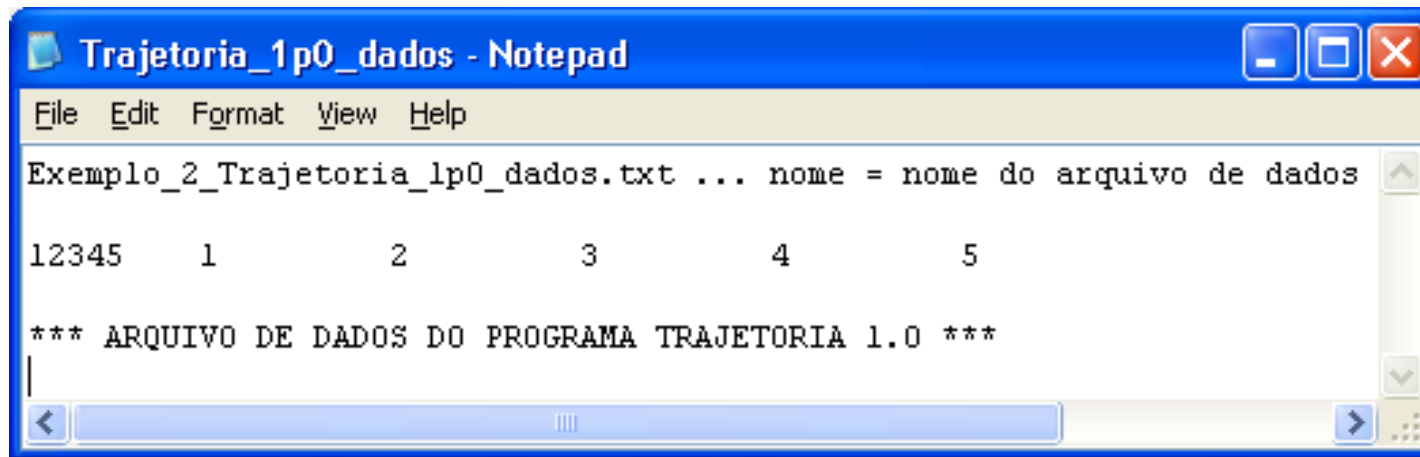 Trajetoria_1p0_dados - Notepad
File Edit Format View Help
Exemplo_2_Trajetoria_1p0_dados.txt ... nome = nome do arquivo de dados
12345 1 2 3 4 5
*** ARQUIVO DE DADOS DO PROGRAMA TRAJETORIA 1.0 ***